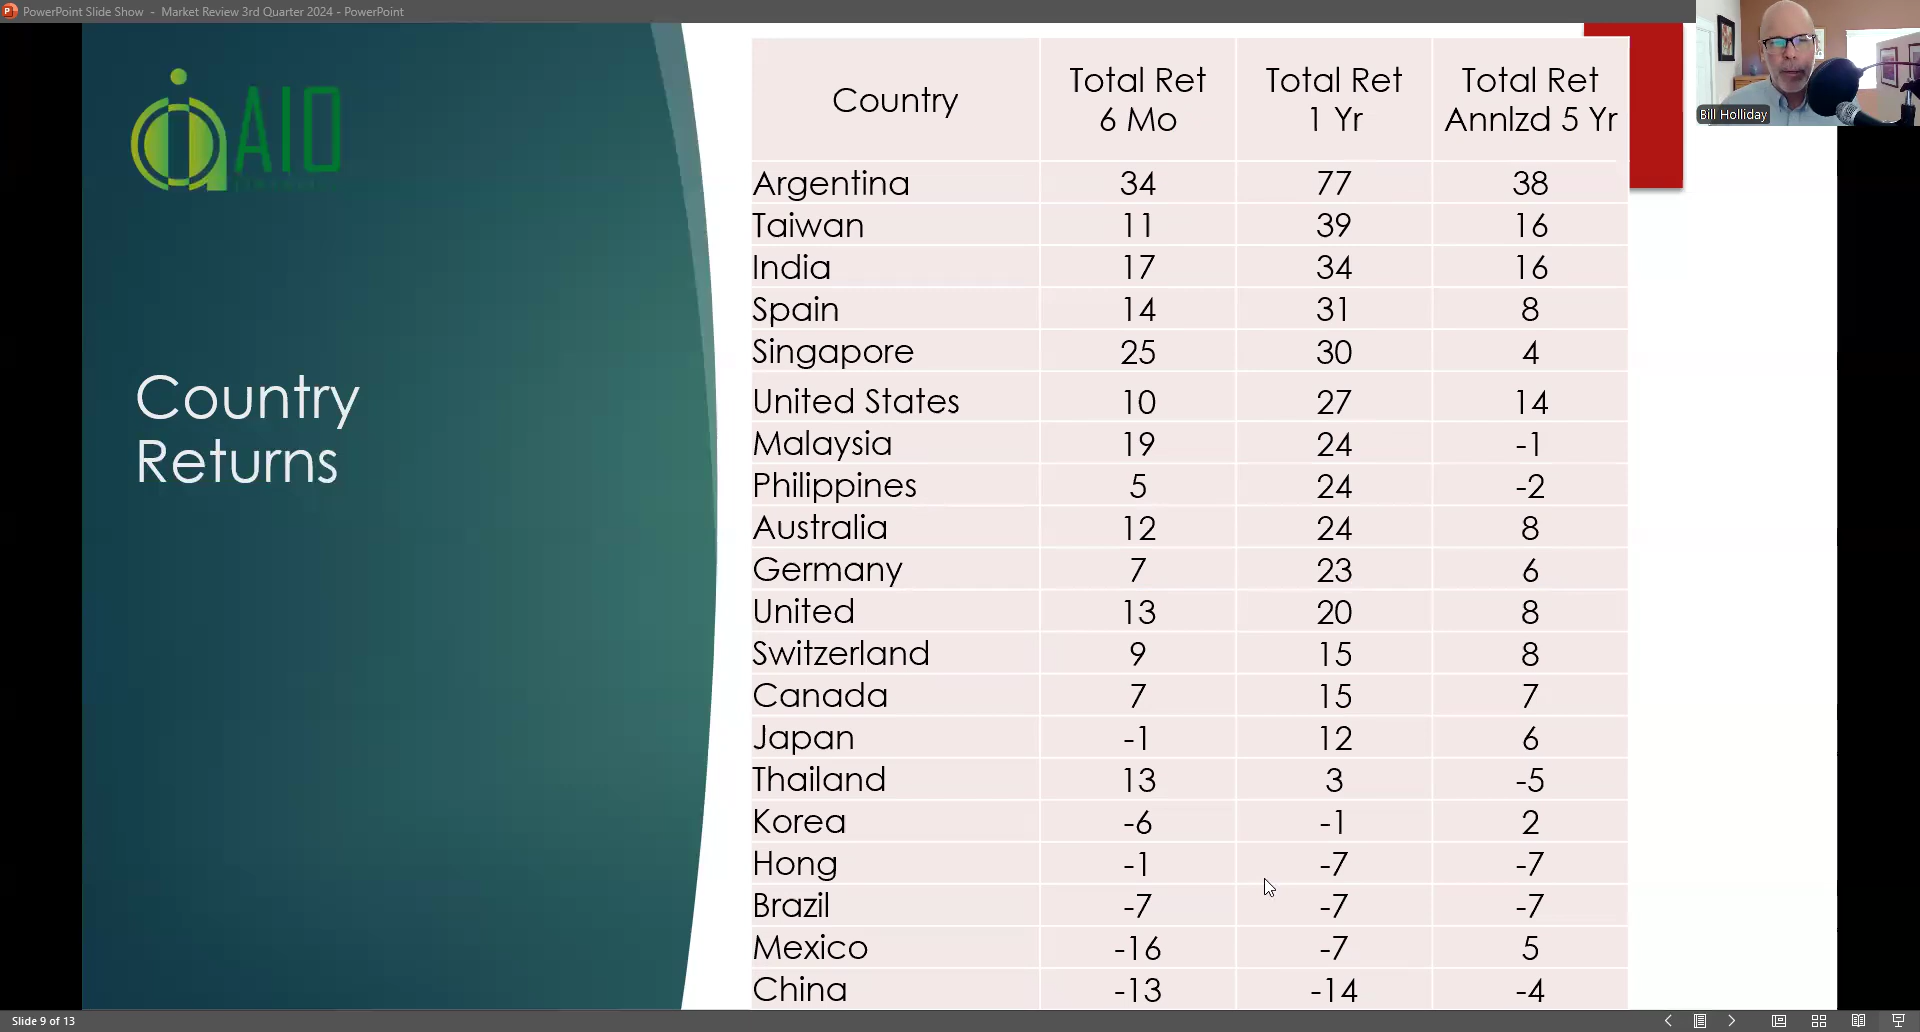 PowerPoint Slide Show - Market Review 3rd Quarter 2024 - PowerPoint
Bill Holliday
AIO
Country
Returns
Country | Total Ret 6 Mo | Total Ret 1 Yr | Total Ret Annlzd 5 Yr
Argentina 34 77 38
Taiwan 11 39 16
India 17 34 16
Spain 14 31 8
Singapore 25 30 4
United States 10 27 14
Malaysia 19 24 -1
Philippines 5 24 -2
Australia 12 24 8
Germany 7 23 6
United 13 20 8
Switzerland 9 15 8
Canada 7 15 7
Japan -1 12 6
Thailand 13 3 -5
Korea -6 -1 2
Hong -1 -7 -7
Brazil -7 -7 -7
Mexico -16 -7 5
China -13 -14 -4
Slide 9 of 13